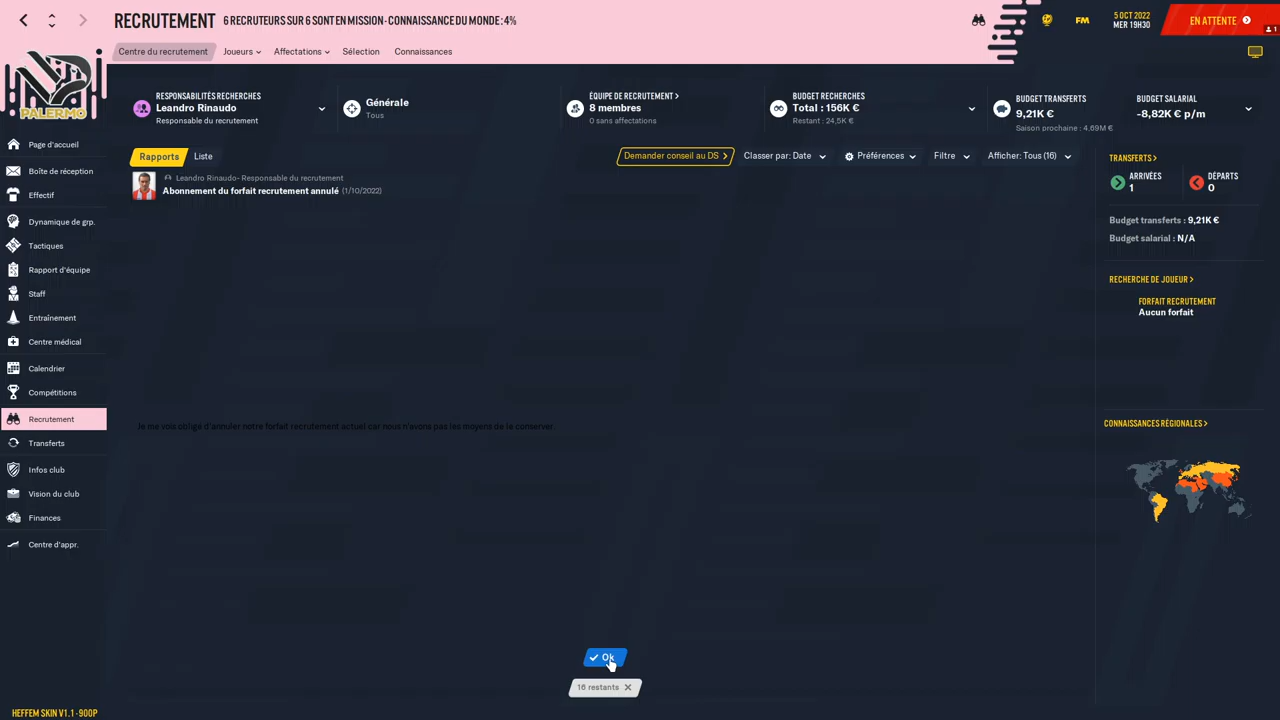 RECRUTEMENT 6 RECRUTEURS SUR 6 SONT EN MISSION - CONNAISSANCE DU MONDE : 4%
FM
5 OCT 2022
MER 19H30
EN ATTENTE
1
Centre du recrutement Joueurs Affectations Sélection Connaissances
PALERMO
RESPONSABILITÉS RECHERCHES
Leandro Rinaudo
Responsable du recrutement
Générale
Tous
ÉQUIPE DE RECRUTEMENT >
8 membres
0 sans affectations
BUDGET RECHERCHES
Total : 156K €
Restant : 24,5K €
BUDGET TRANSFERTS
9,21K €
Saison prochaine : 4,69M €
BUDGET SALARIAL
-8,82K € p/m
Rapports Liste
Demander conseil au DS > Classer par: Date Préférences Filtre Afficher: Tous (16)
Leandro Rinaudo- Responsable du recrutement
Abonnement du forfait recrutement annulé (1/10/2022)
Je me vois obligé d'annuler notre forfait recrutement actuel car nous n'avons pas les moyens de le conserver.
Ok
16 restants
TRANSFERTS >
ARRIVÉES
1
DÉPARTS
0
Budget transferts : 9,21K €
Budget salarial : N/A
RECHERCHE DE JOUEUR >
FORFAIT RECRUTEMENT
Aucun forfait
CONNAISSANCES RÉGIONALES >
Page d'accueil
Boîte de réception
Effectif
Dynamique de grp.
Tactiques
Rapport d'équipe
Staff
Entraînement
Centre médical
Calendrier
Compétitions
Recrutement
Transferts
Infos club
Vision du club
Finances
Centre d'appr.
HEFFEM SKIN V1.1 - 900P